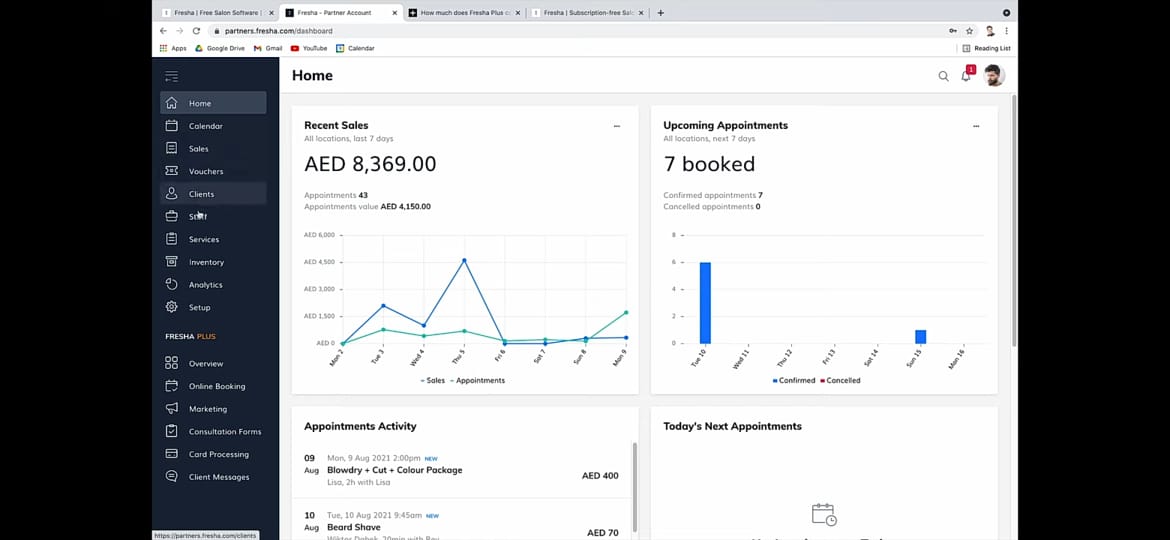 Fresha | Free Salon Software |
Fresha - Partner Account
How much does Fresha Plus co
Fresha | Subscription-free Sal
partners.fresha.com/dashboard
Apps
Google Drive
Gmail
YouTube
Calendar
Reading List
Home
Calendar
Sales
Vouchers
Clients
Staff
Services
Inventory
Analytics
Setup
FRESHA PLUS
Overview
Online Booking
Marketing
Consultation Forms
Card Processing
Client Messages
https://partners.fresha.com/clients
Home
1
Recent Sales
All locations, last 7 days
AED 8,369.00
Appointments 43
Appointments value AED 4,150.00
AED 6,000
AED 4,500
AED 3,000
AED 1,500
AED 0
Mon 2
Tue 3
Wed 4
Thu 5
Fri 6
Sat 7
Sun 8
Mon 9
Sales
Appointments
Upcoming Appointments
All locations, next 7 days
7 booked
Confirmed appointments 7
Cancelled appointments 0
8
6
4
2
0
Tue 10
Wed 11
Thu 12
Fri 13
Sat 14
Sun 15
Mon 16
Confirmed
Cancelled
Appointments Activity
09 Aug
Mon, 9 Aug 2021 2:00pm NEW
Blowdry + Cut + Colour Package
Lisa, 2h with Lisa
AED 400
10 Aug
Tue, 10 Aug 2021 9:45am NEW
Beard Shave
AED 70
Today's Next Appointments